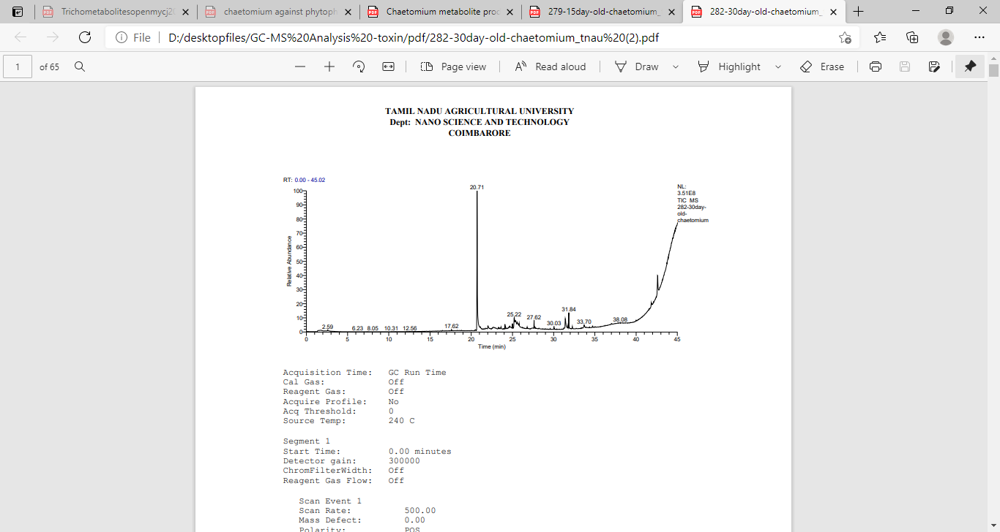 Trichometabolitesopenmycj2
chaetomium against phytoph
Chaetomium metabolite proc
279-15day-old-chaetomium_
282-30day-old-chaetomium_
File
D:/desktopfiles/GC-MS%20Analysis%20-toxin/pdf/282-30day-old-chaetomium_tnau%20(2).pdf
1 of 65
Page view
Read aloud
Draw
Highlight
Erase
TAMIL NADU AGRICULTURAL UNIVERSITY
Dept: NANO SCIENCE AND TECHNOLOGY
COIMBARORE
RT: 0.00 - 45.02
NL:
3.51E8
TIC MS
282-30day-
old-
chaetomium
Relative Abundance
100
90
80
70
60
50
40
30
20
10
0
20.71
2.59
6.23
8.05
10.31
12.56
17.62
25.22
27.62
30.03
31.84
33.70
38.08
0 5 10 15 20 25 30 35 40 45
Time (min)
Acquisition Time: GC Run Time
Cal Gas: Off
Reagent Gas: Off
Acquire Profile: No
Acq Threshold: 0
Source Temp: 240 C
Segment 1
Start Time: 0.00 minutes
Detector gain: 300000
ChromFilterWidth: Off
Reagent Gas Flow: Off
Scan Event 1
Scan Rate: 500.00
Mass Defect: 0.00
Polarity: POS